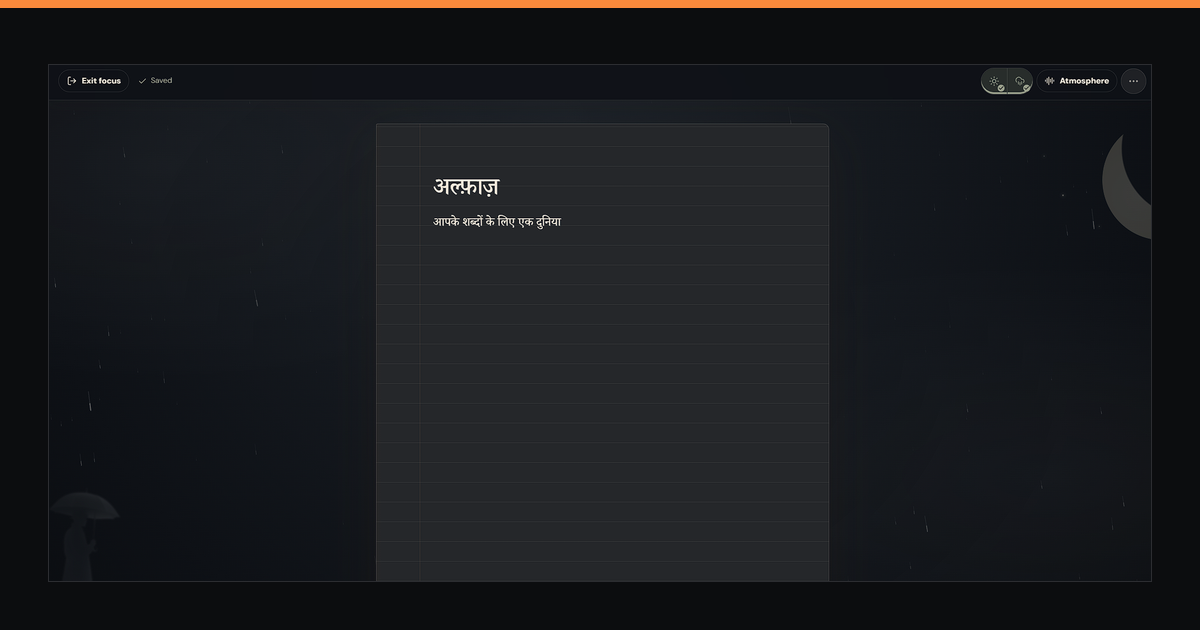 Exit focus
Saved
Atmosphere
अल्फ़ाज़
आपके शब्दों के लिए एक दुनिया